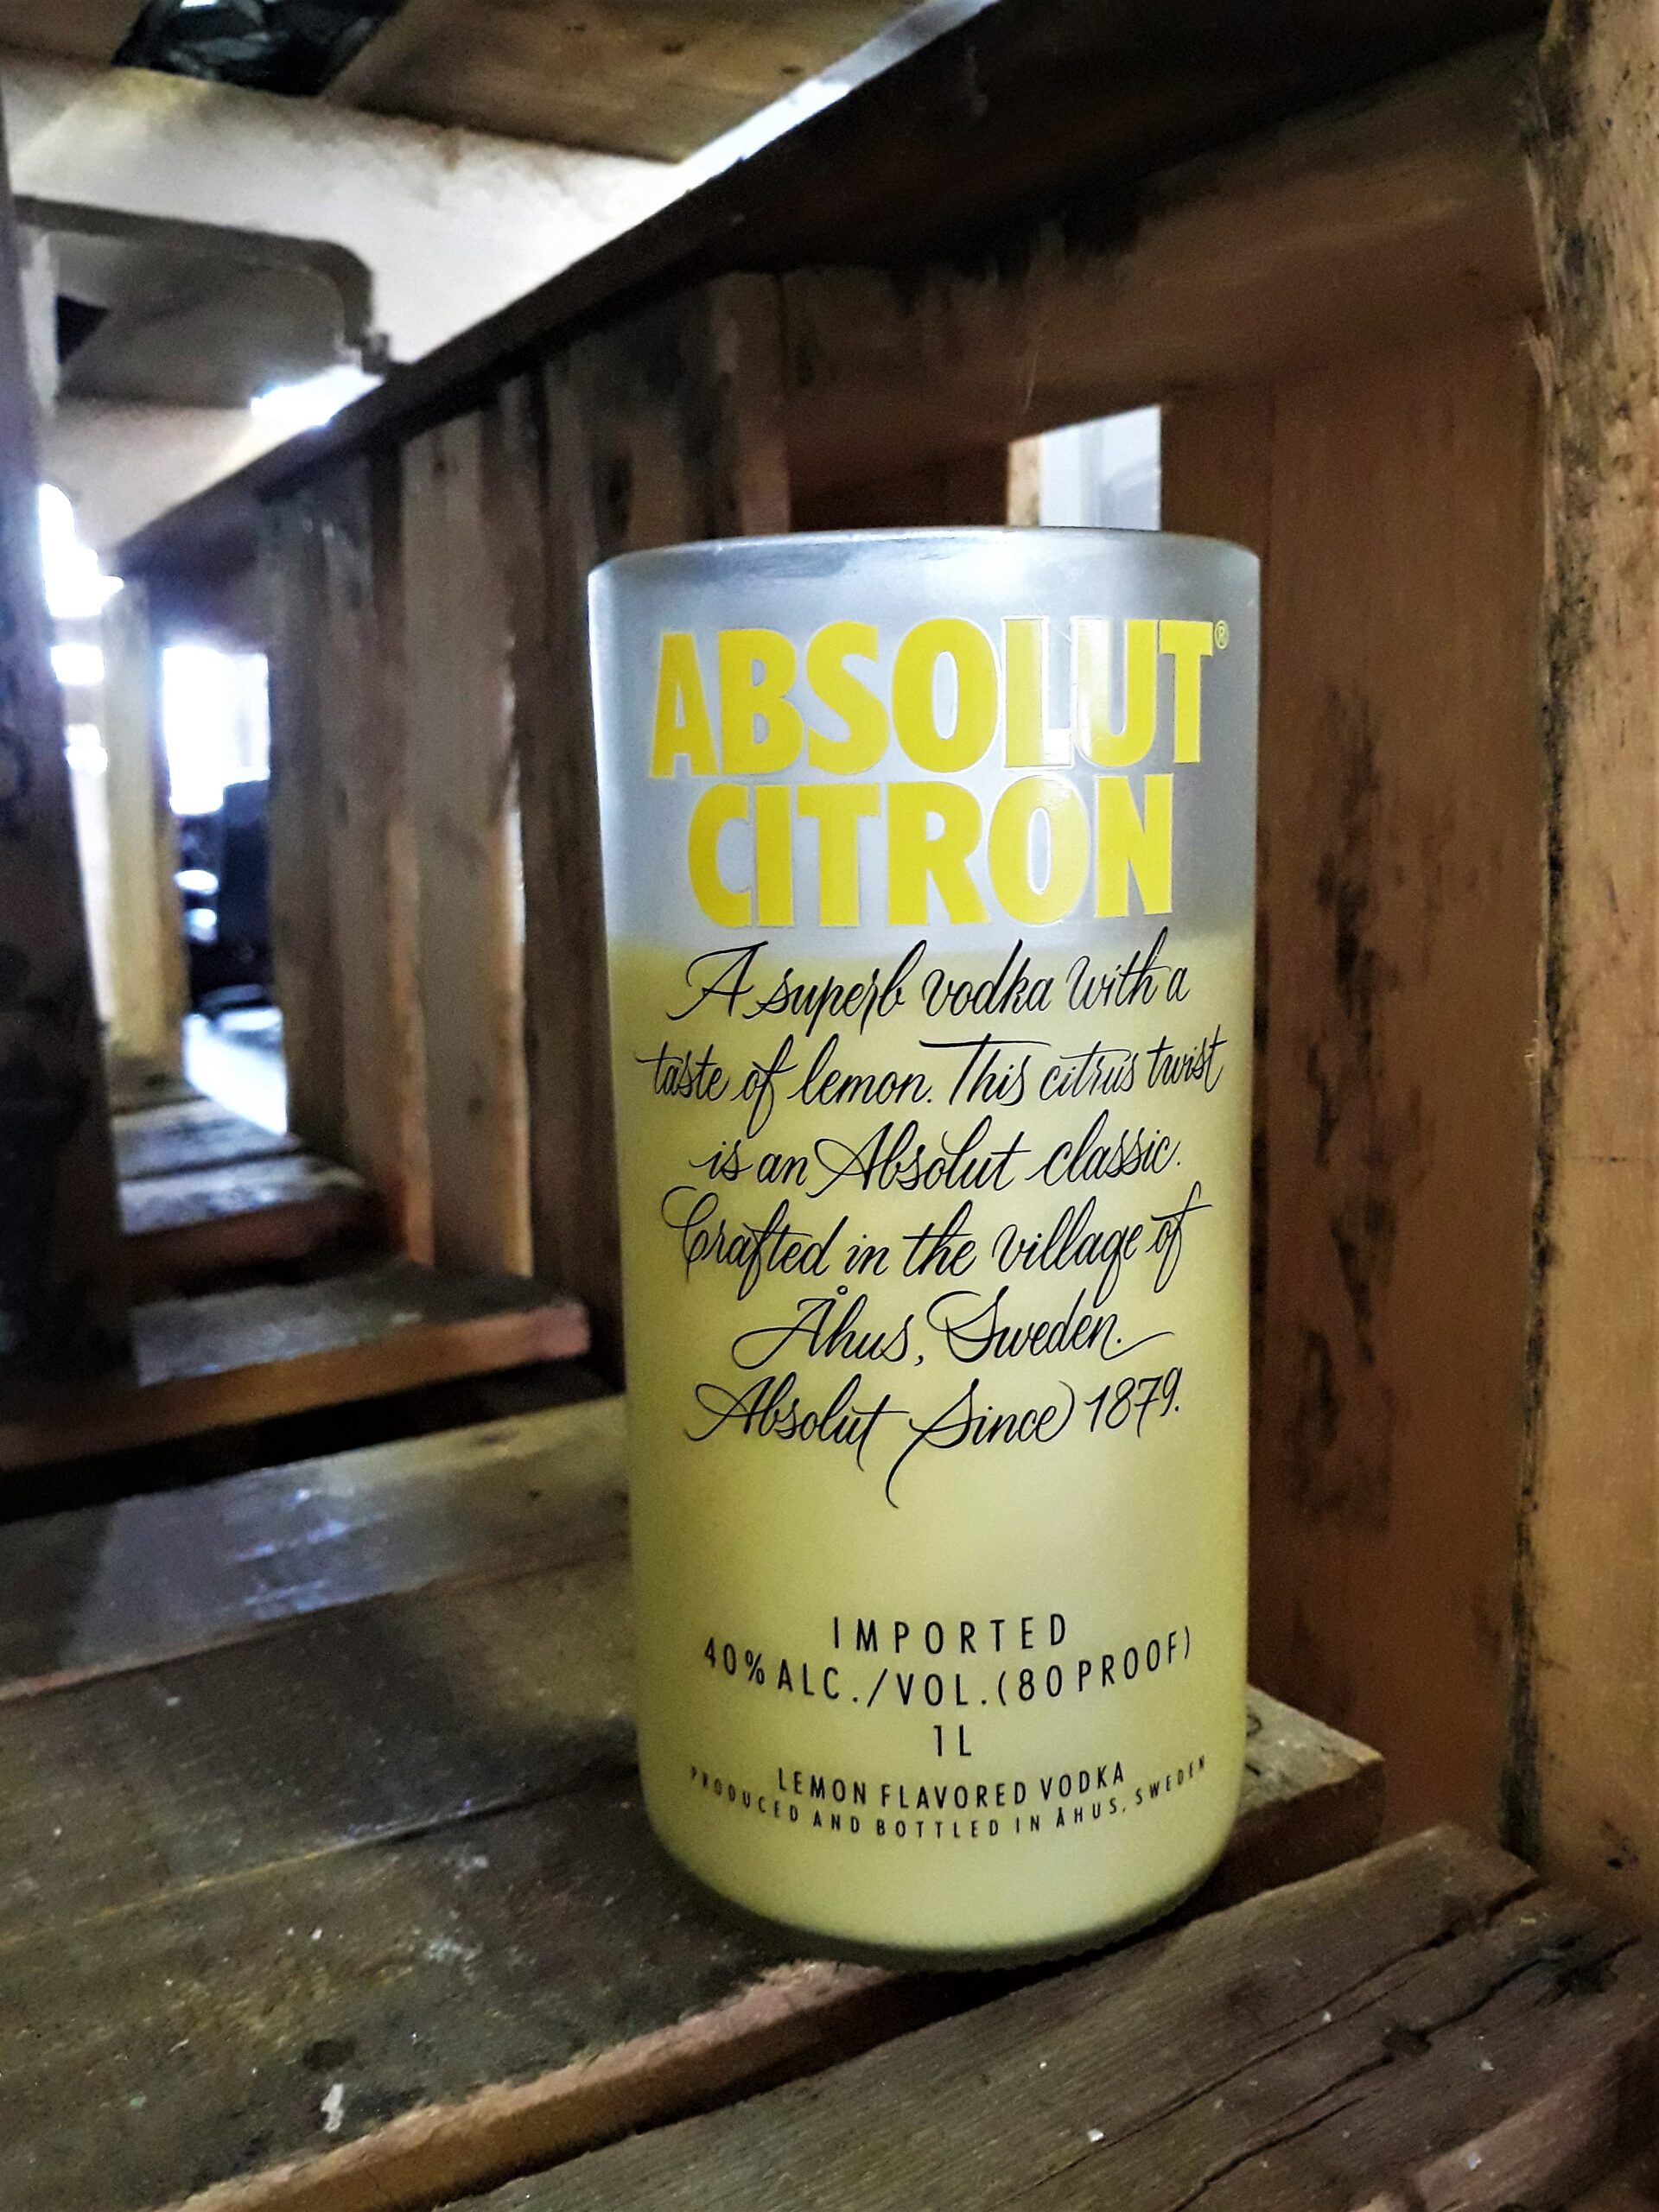 ABSOLUT®
CITRON
A superb vodka with a
taste of lemon. This citrus twist
is an Absolut classic.
Crafted in the village of
Åhus, Sweden.
Absolut Since 1879.
IMPORTED
40% ALC./VOL. (80 PROOF)
1L
LEMON FLAVORED VODKA
PRODUCED AND BOTTLED IN ÅHUS, SWEDEN